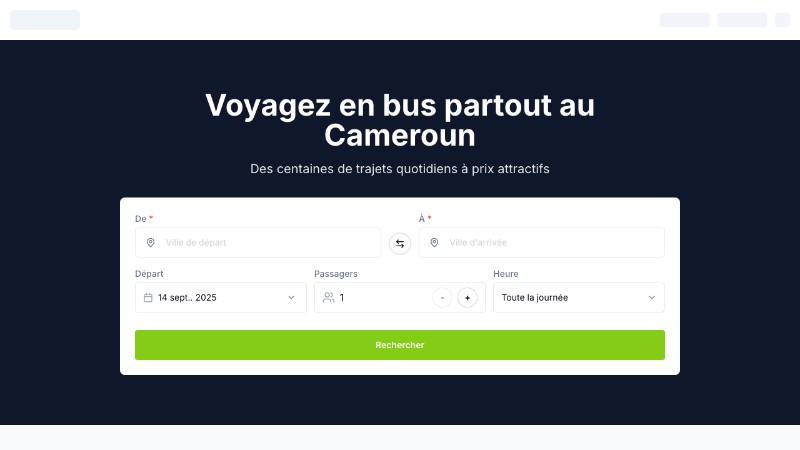 Voyagez en bus partout au
Cameroun
Des centaines de trajets quotidiens à prix attractifs
De *
À *
Ville de départ
Ville d'arrivée
Départ
Passagers
Heure
14 sept., 2025
1
-
+
Toute la journée
Rechercher